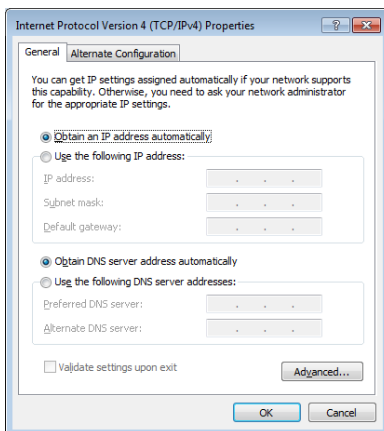 Internet Protocol Version 4 (TCP/IPv4) Properties
General Alternate Configuration
You can get IP settings assigned automatically if your network supports
this capability. Otherwise, you need to ask your network administrator
for the appropriate IP settings.
Obtain an IP address automatically
Use the following IP address:
IP address:
Subnet mask:
Default gateway:
Obtain DNS server address automatically
Use the following DNS server addresses:
Preferred DNS server:
Alternate DNS server:
Validate settings upon exit
Advanced...
OK Cancel